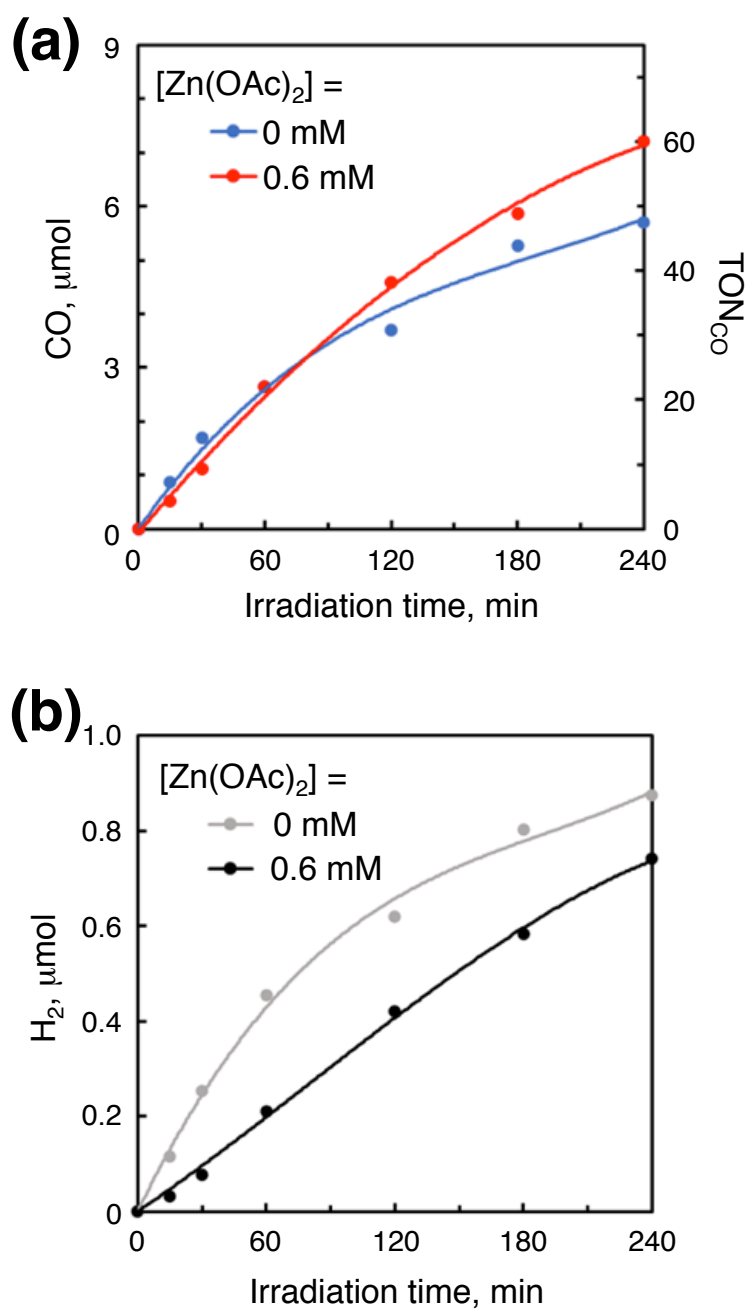 (a)
9
[Zn(OAc)2] =
0 mM
0.6 mM
60
6
CO, μmol
40
TONCO
3
20
0
0
0 60 120 180 240
Irradiation time, min
(b)
1.0
[Zn(OAc)2] =
0 mM
0.8
0.6 mM
0.6
H2, μmol
0.4
0.2
0
0 60 120 180 240
Irradiation time, min